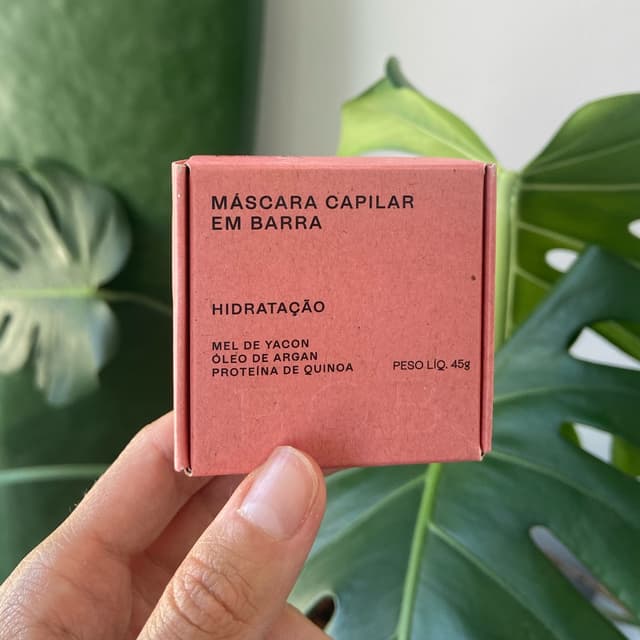 MÁSCARA CAPILAR
EM BARRA
HIDRATAÇÃO
MEL DE YACON
ÓLEO DE ARGAN
PROTEÍNA DE QUINOA
PESO LÍQ. 45g